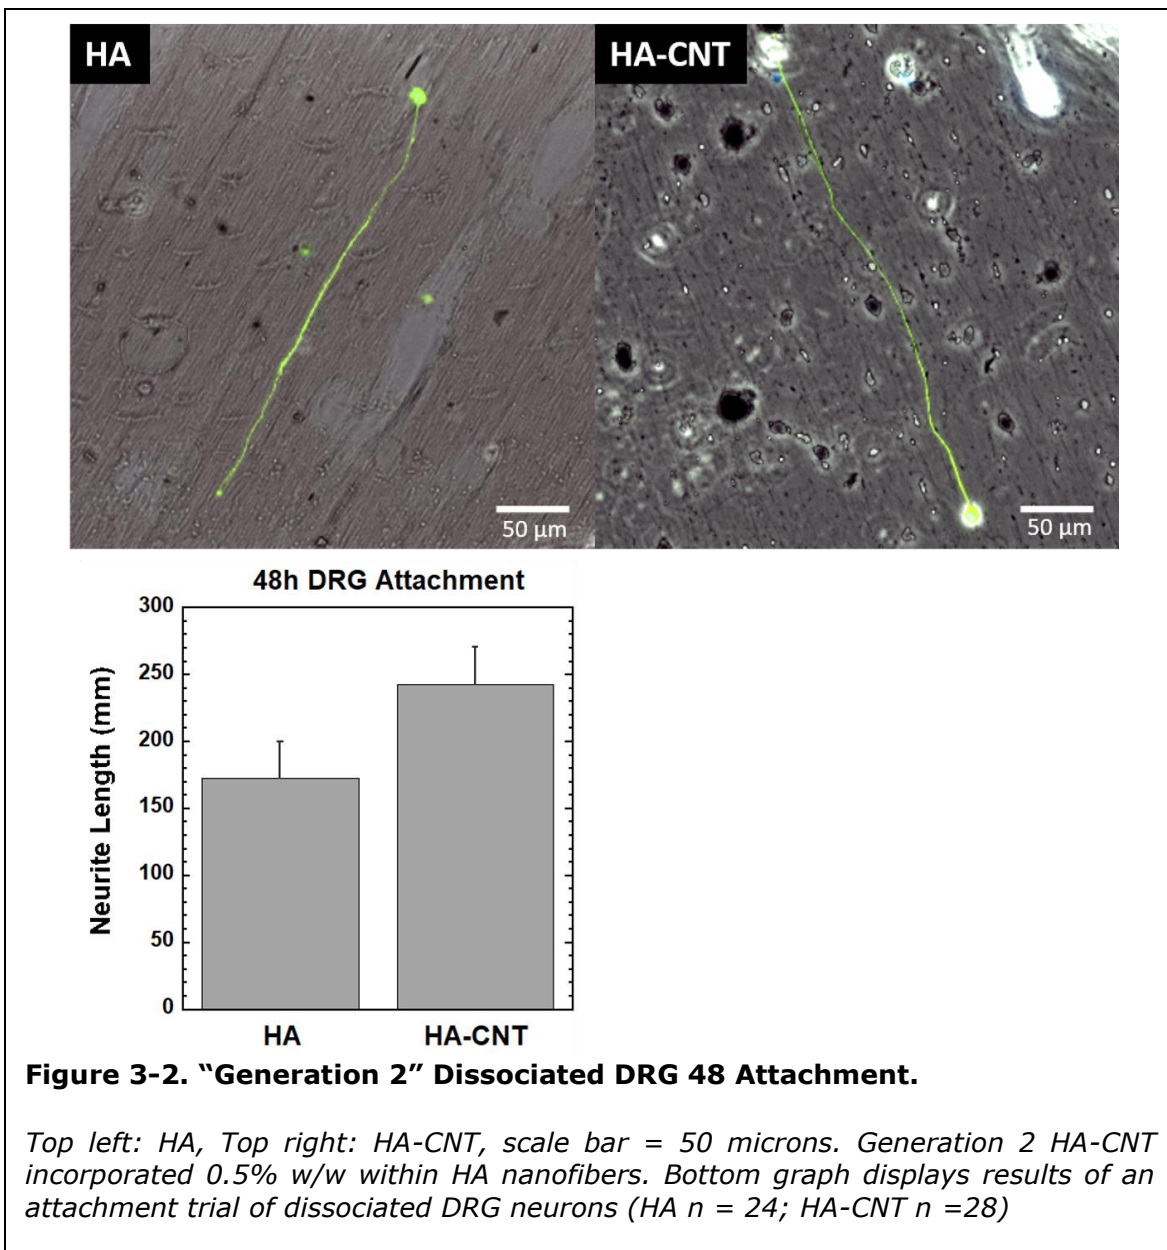 HA
HA-CNT
50 µm
50 µm
48h DRG Attachment
300
250
200
150
100
50
0
Neurite Length (mm)
HA
HA-CNT
Figure 3-2. “Generation 2” Dissociated DRG 48 Attachment.
Top left: HA, Top right: HA-CNT, scale bar = 50 microns. Generation 2 HA-CNT
incorporated 0.5% w/w within HA nanofibers. Bottom graph displays results of an
attachment trial of dissociated DRG neurons (HA n = 24; HA-CNT n =28)